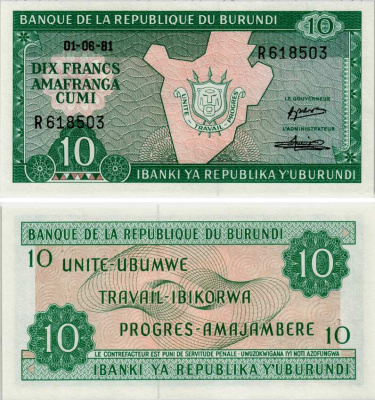 BANQUE DE LA REPUBLIQUE DU BURUNDI
10
01-06-81
R618503
DIX FRANCS
AMAFRANGA
CUMI
LE GOUVERNEUR
UNITE TRAVAIL PROGRES
R618503
L'ADMINISTRATEUR
10
IBANKI YA REPUBLIKA Y'UBURUNDI
BANQUE DE LA REPUBLIQUE DU BURUNDI
10
UNITE-UBUMWE
10
TRAVAIL-IBIKORWA
10
PROGRES-AMAJAMBERE
10
LE CONTREFACTEUR EST PUNI DE SERVITUDE PENALE - UWUZOKWIGANA IYI NOTI AZOFUNGWA
IBANKI YA REPUBLIKA Y'UBURUNDI